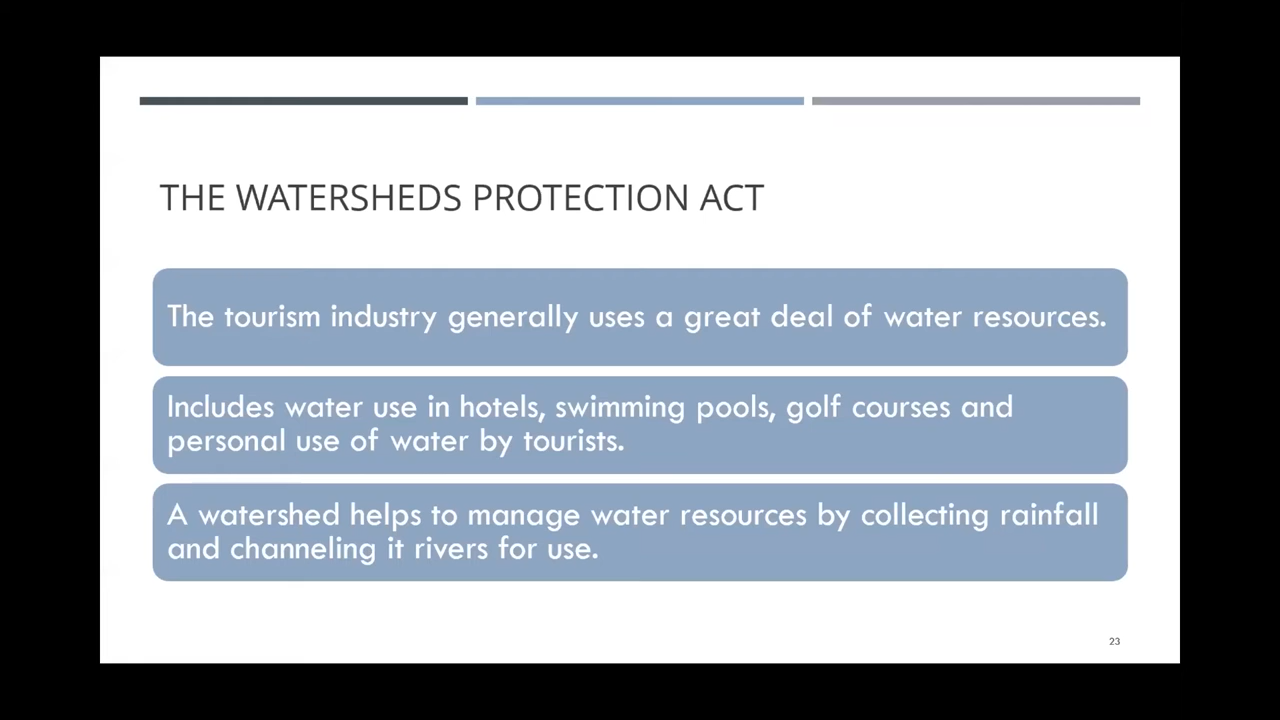 THE WATERSHEDS PROTECTION ACT
The tourism industry generally uses a great deal of water resources.
Includes water use in hotels, swimming pools, golf courses and
personal use of water by tourists.
A watershed helps to manage water resources by collecting rainfall
and channeling it rivers for use.
23